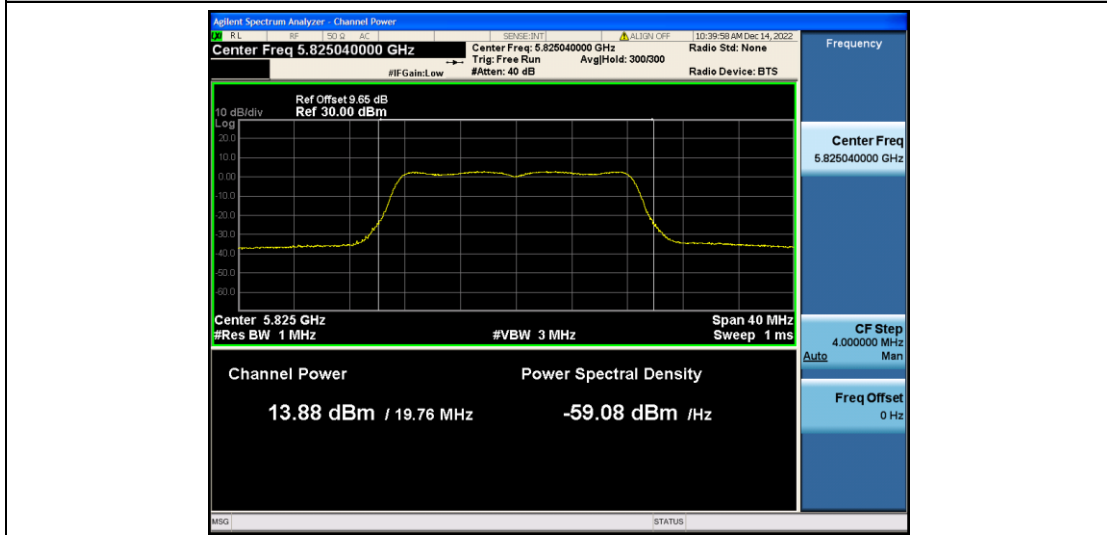 Agilent Spectrum Analyzer - Channel Power
RL RF 50 Ω AC SENSE:INT ALIGN OFF 10:39:58 AM Dec 14, 2022
Center Freq 5.825040000 GHz
Center Freq: 5.825040000 GHz
Radio Std: None
Trig: Free Run Avg|Hold: 300/300
#IFGain:Low
#Atten: 40 dB
Radio Device: BTS
Frequency
Ref Offset 9.65 dB
10 dB/div Ref 30.00 dBm
Log
20.0
10.0
0.00
-10.0
-20.0
-30.0
-40.0
-50.0
-60.0
Center 5.825 GHz
Span 40 MHz
#Res BW 1 MHz
#VBW 3 MHz
Sweep 1 ms
Channel Power
Power Spectral Density
13.88 dBm / 19.76 MHz
-59.08 dBm /Hz
Center Freq
5.825040000 GHz
CF Step
4.000000 MHz
Auto Man
Freq Offset
0 Hz
MSG
STATUS